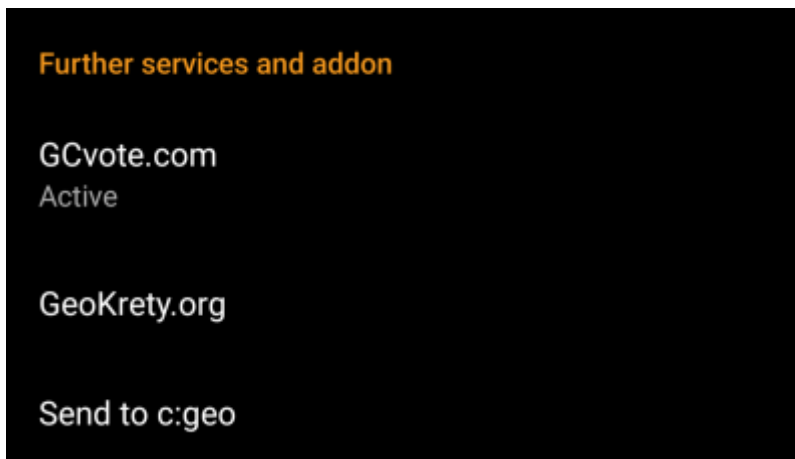 Further services and addon
GCvote.com
Active
GeoKrety.org
Send to c:geo